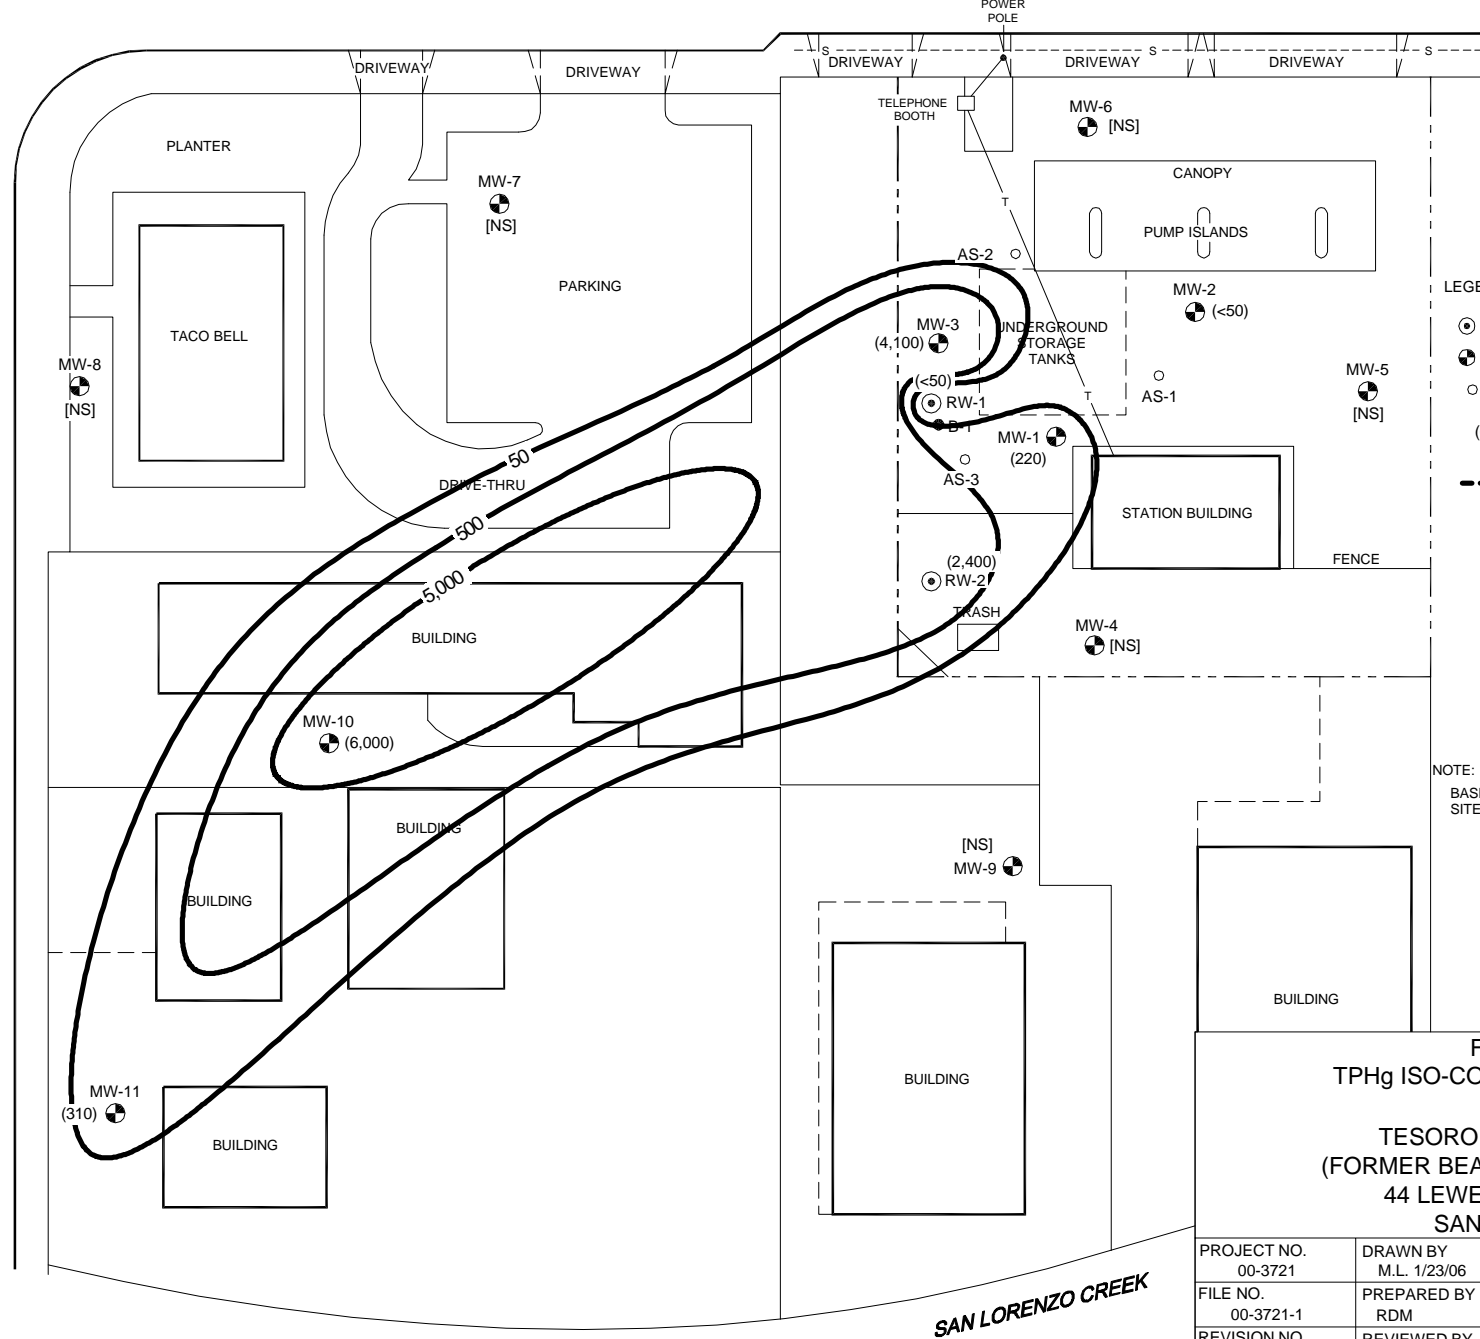 POWER
POLE
S
S
S
DRIVEWAY
DRIVEWAY
DRIVEWAY
DRIVEWAY
DRIVEWAY
TELEPHONE
BOOTH
MW-6
[NS]
PLANTER
CANOPY
MW-7
[NS]
T
PUMP ISLANDS
AS-2
PARKING
MW-2
(<50)
LEGE
TACO BELL
MW-3
(4,100)
UNDERGROUND
STORAGE
TANKS
MW-8
[NS]
MW-5
[NS]
(<50)
RW-1
AS-1
T
B-1
MW-1
(220)
(
50
AS-3
DRIVE-THRU
STATION BUILDING
500
FENCE
(2,400)
RW-2
5,000
TRASH
BUILDING
MW-4
[NS]
MW-10
(6,000)
NOTE:
BASE
SITE
BUILDING
[NS]
MW-9
BUILDING
BUILDING
BUILDING
MW-11
(310)
BUILDING
F
TPHg ISO-CO
TESORO
(FORMER BEA
44 LEWE
SAN
PROJECT NO.
00-3721
DRAWN BY
M.L. 1/23/06
FILE NO.
00-3721-1
PREPARED BY
RDM
REVISION NO.
REVIEWED BY
SAN LORENZO CREEK